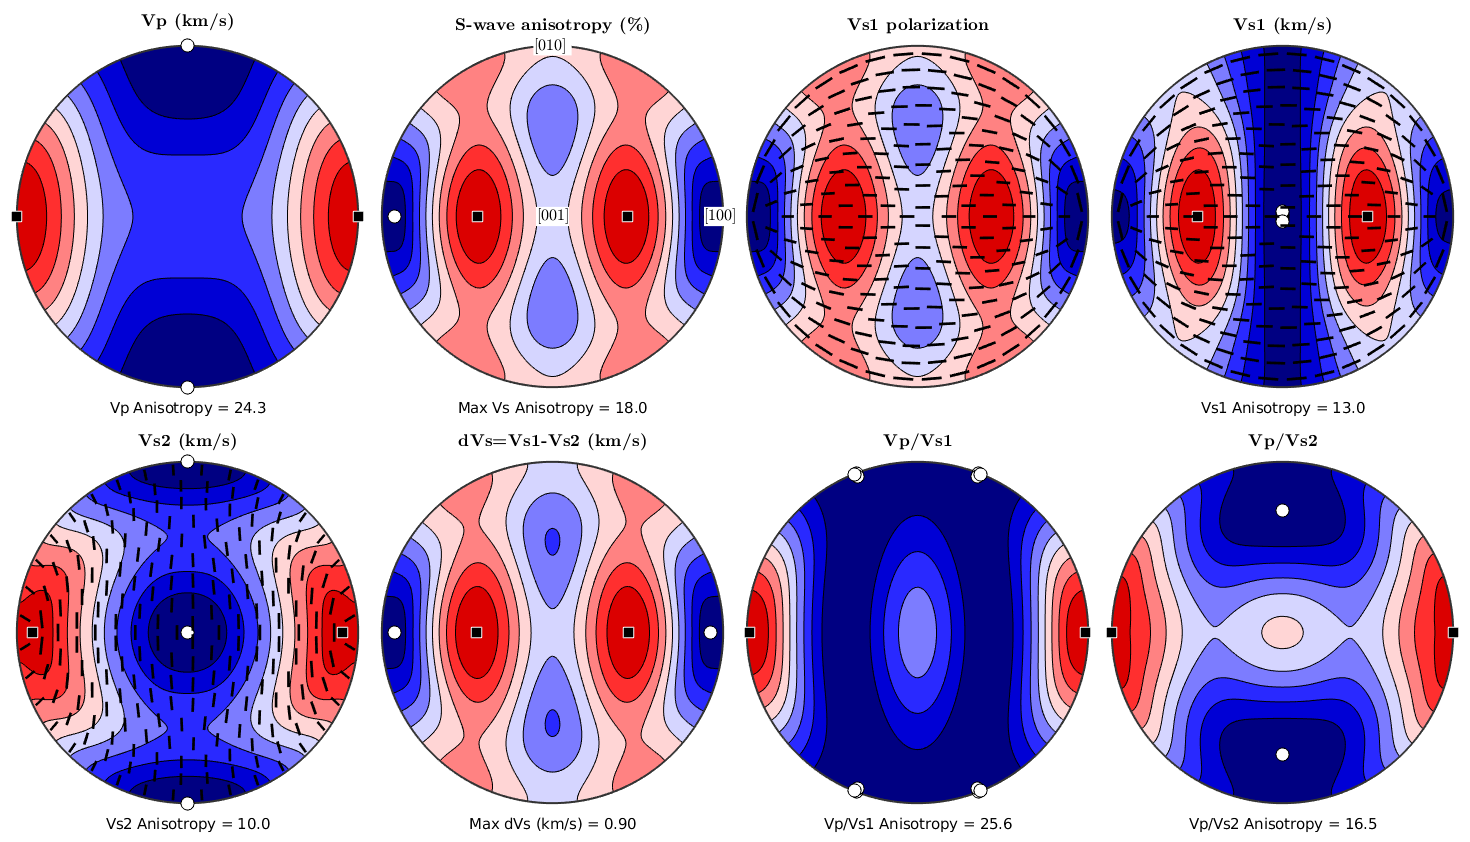 Vp (km/s)
S-wave anisotropy (%)
Vs1 polarization
Vs1 (km/s)
[010]
[001]
[100]
Vp Anisotropy = 24.3
Max Vs Anisotropy = 18.0
Vs1 Anisotropy = 13.0
Vs2 (km/s)
dVs=Vs1-Vs2 (km/s)
Vp/Vs1
Vp/Vs2
Vs2 Anisotropy = 10.0
Max dVs (km/s) = 0.90
Vp/Vs1 Anisotropy = 25.6
Vp/Vs2 Anisotropy = 16.5